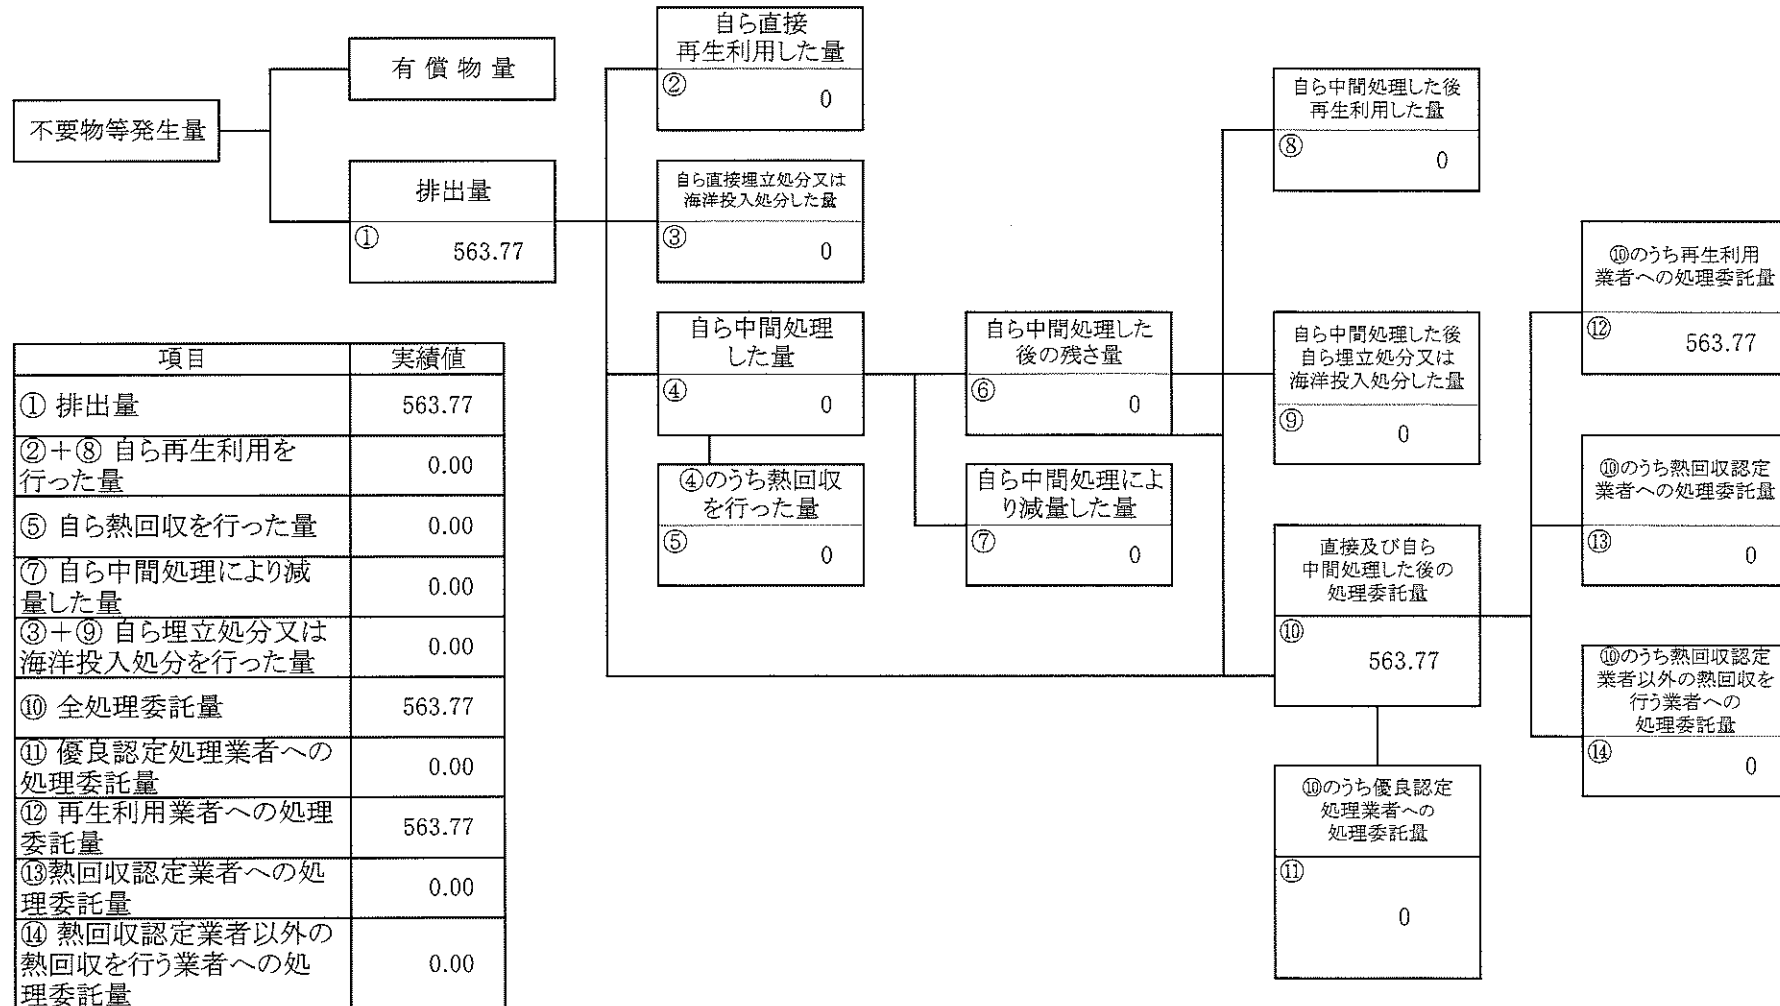 不要物等発生量
有償物量
排出量
① 563.77
自ら直接
再生利用した量
② 0
自ら直接埋立処分又は
海洋投入処分した量
③ 0
自ら中間処理
した量
④ 0
④のうち熱回収
を行った量
⑤ 0
自ら中間処理した
後の残さ量
⑥ 0
自ら中間処理によ
り減量した量
⑦ 0
自ら中間処理した後
再生利用した量
⑧ 0
自ら中間処理した後
自ら埋立処分又は
海洋投入処分した量
⑨ 0
直接及び自ら
中間処理した後の
処理委託量
⑩ 563.77
⑩のうち優良認定
処理業者への
処理委託量
⑪ 0
⑩のうち再生利用
業者への処理委託量
⑫ 563.77
⑩のうち熱回収認定
業者への処理委託量
⑬ 0
⑩のうち熱回収認定
業者以外の熱回収を
行う業者への
処理委託量
⑭ 0
項目 実績値
① 排出量 563.77
②+⑧ 自ら再生利用を
行った量 0.00
⑤ 自ら熱回収を行った量 0.00
⑦ 自ら中間処理により減
量した量 0.00
③+⑨ 自ら埋立処分又は
海洋投入処分を行った量 0.00
⑩ 全処理委託量 563.77
⑪ 優良認定処理業者への
処理委託量 0.00
⑫ 再生利用業者への処理
委託量 563.77
⑬熱回収認定業者への処
理委託量 0.00
⑭ 熱回収認定業者以外の
熱回収を行う業者への処
理委託量 0.00